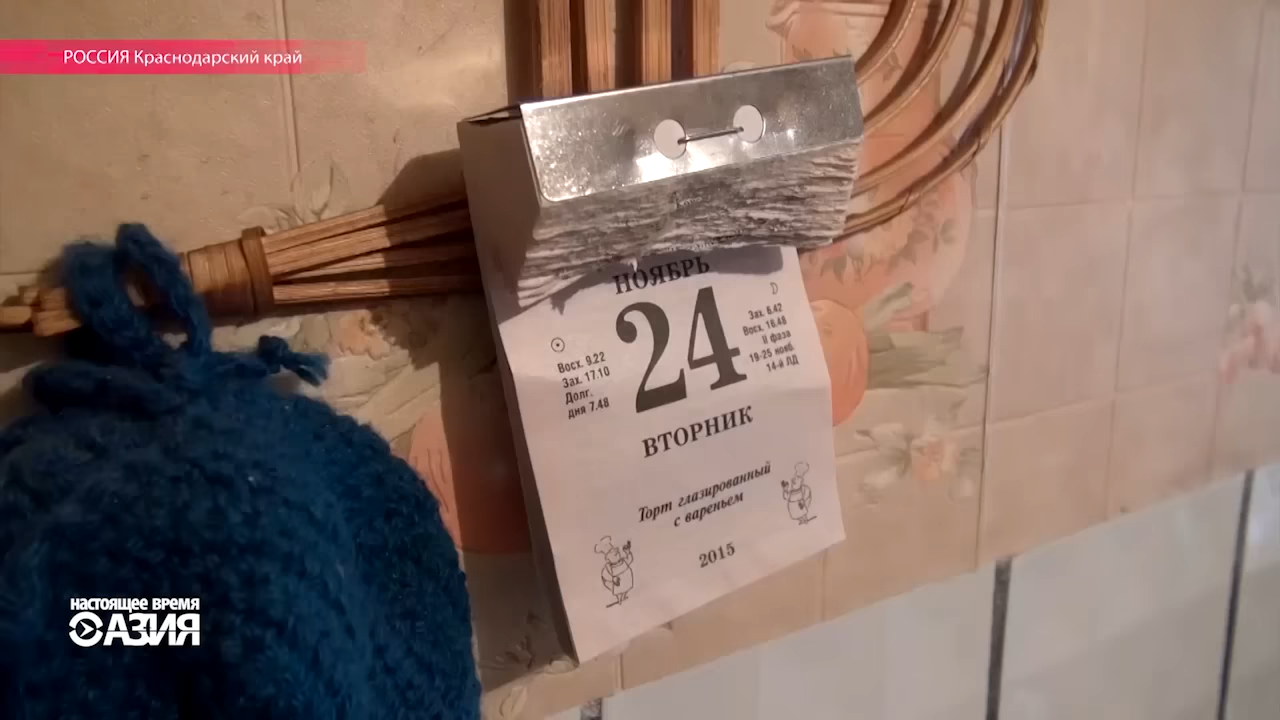 РОССИЯ Краснодарский край
НОЯБРЬ
24
Восх. 9.22
Зах. 17.10
Долг.
дня 7.48
Зах. 6.42
Восх. 16.48
II фаза
19-25 нояб.
14-й ЛД
ВТОРНИК
Торт глазированный
с вареньем
2015
НАСТОЯЩЕЕ ВРЕМЯ
АЗИЯ